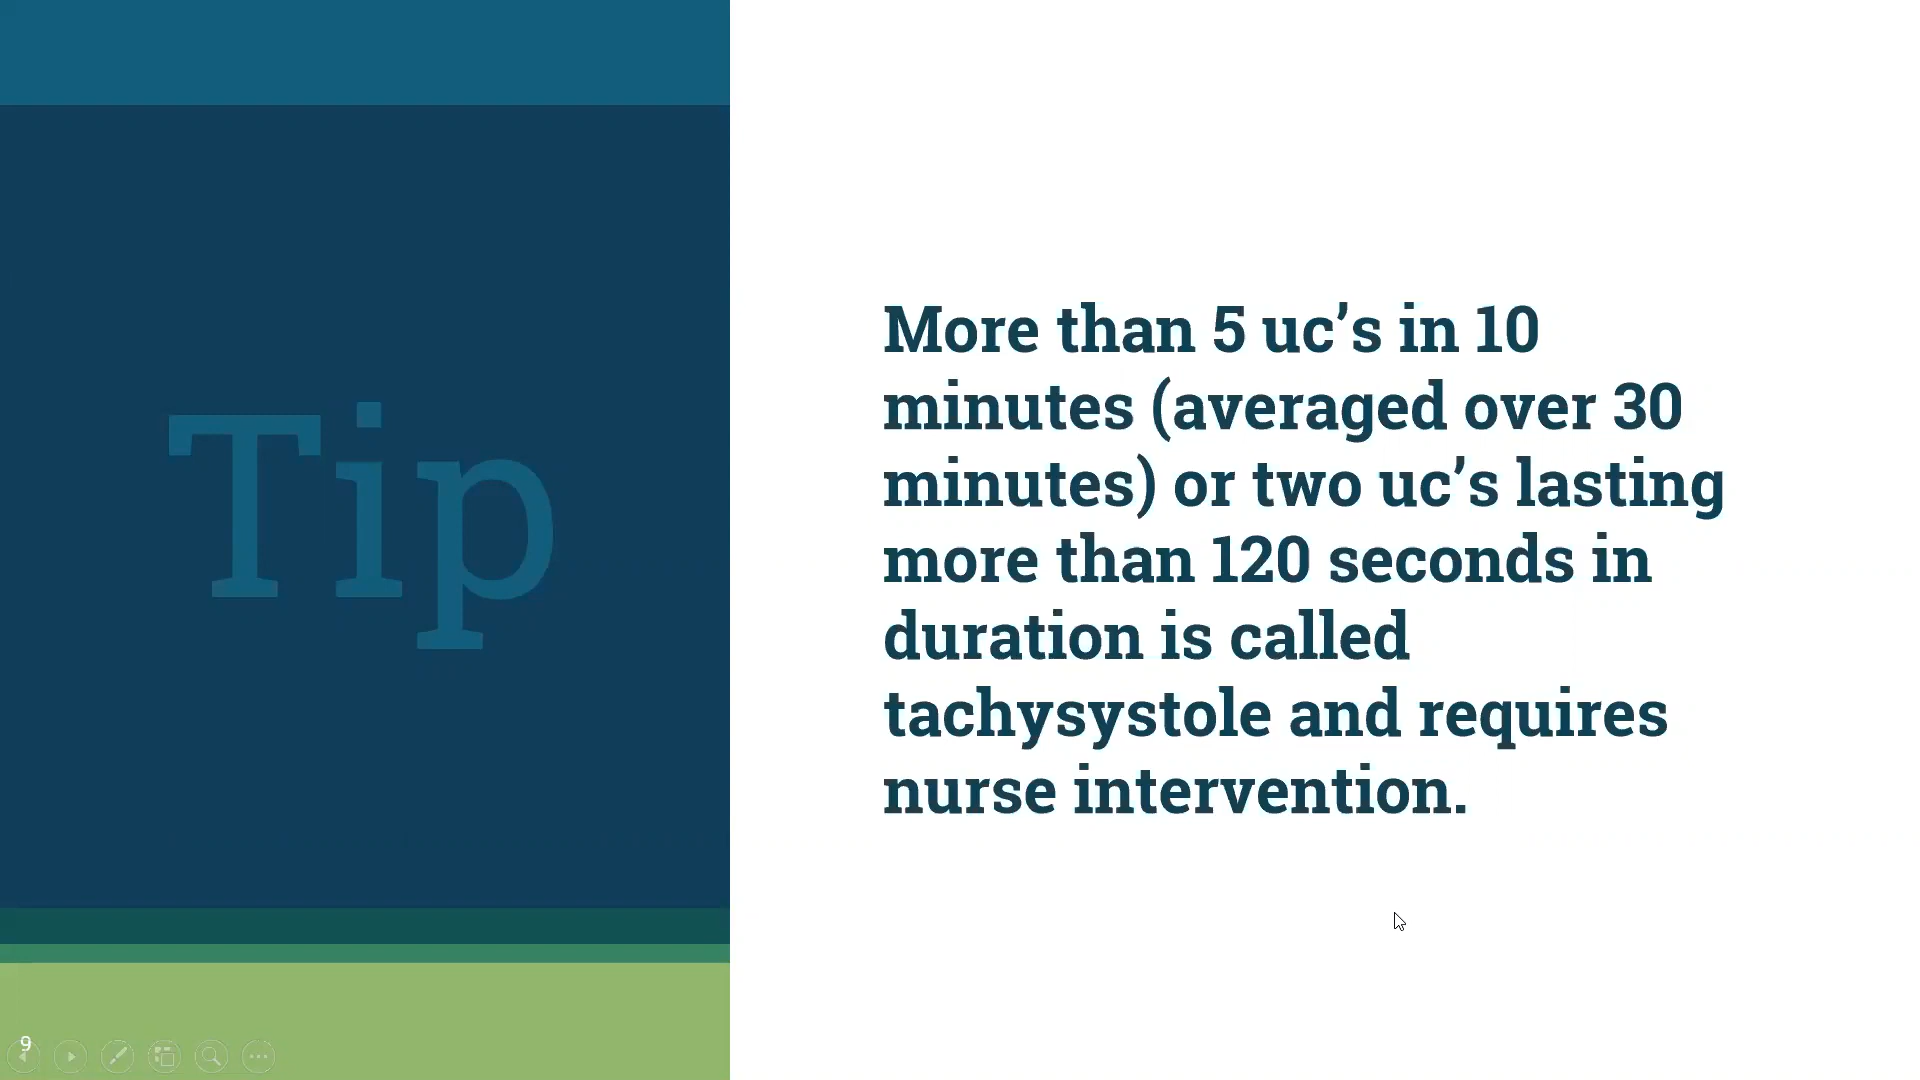 Tip
More than 5 uc’s in 10
minutes (averaged over 30
minutes) or two uc’s lasting
more than 120 seconds in
duration is called
tachysystole and requires
nurse intervention.
9